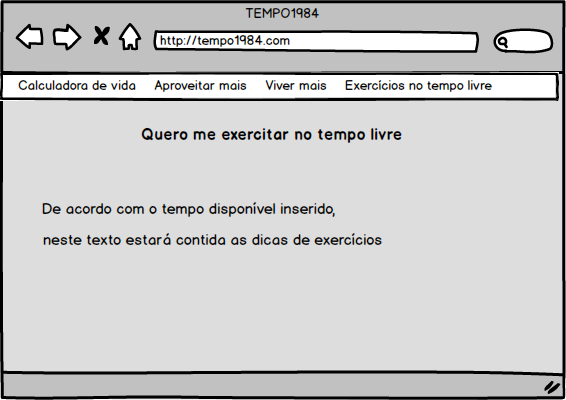 TEMPO1984
http://tempo1984.com
Calculadora de vida Aproveitar mais Viver mais Exercícios no tempo livre
Quero me exercitar no tempo livre
De acordo com o tempo disponível inserido,
neste texto estará contida as dicas de exercícios